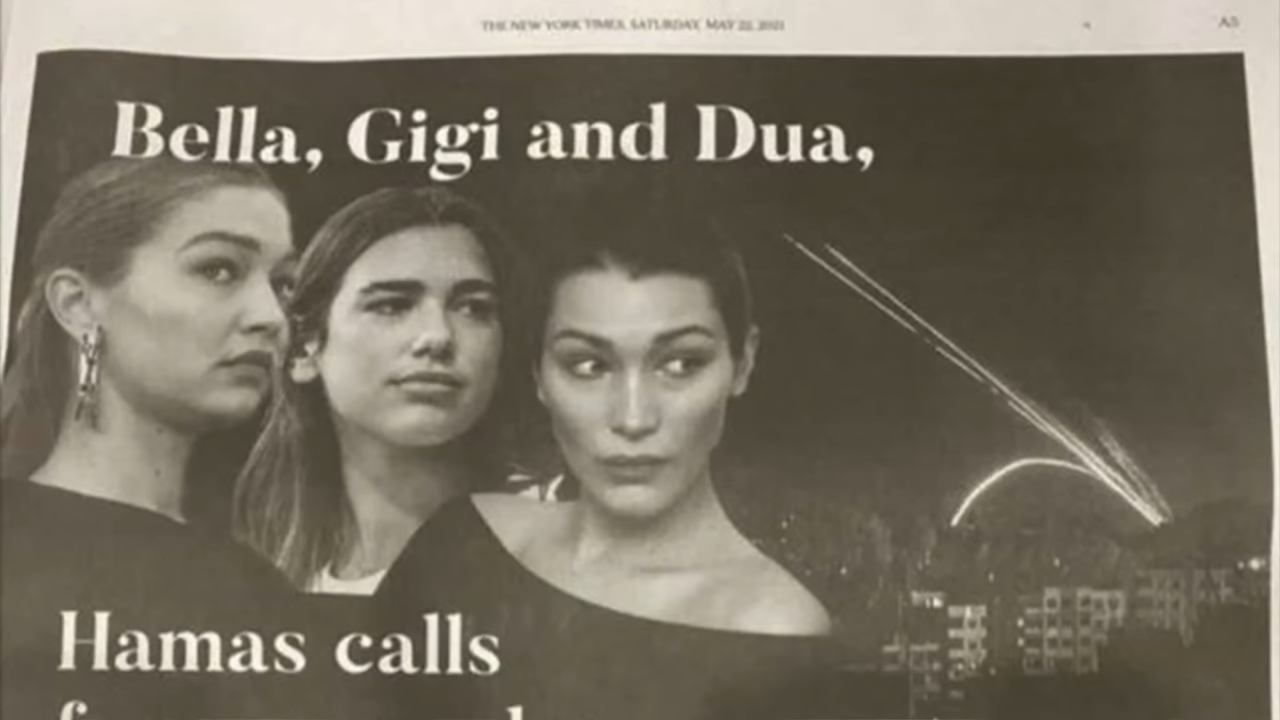 THE NEW YORK TIMES, SATURDAY, MAY 22, 2021
A5
Bella, Gigi and Dua,
Hamas calls